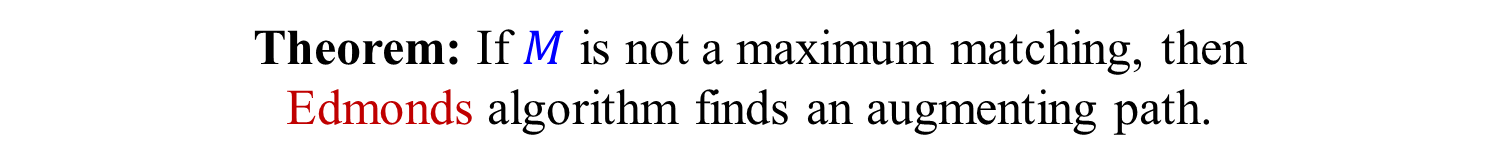 Theorem: If M is not a maximum matching, then
Edmonds algorithm finds an augmenting path.